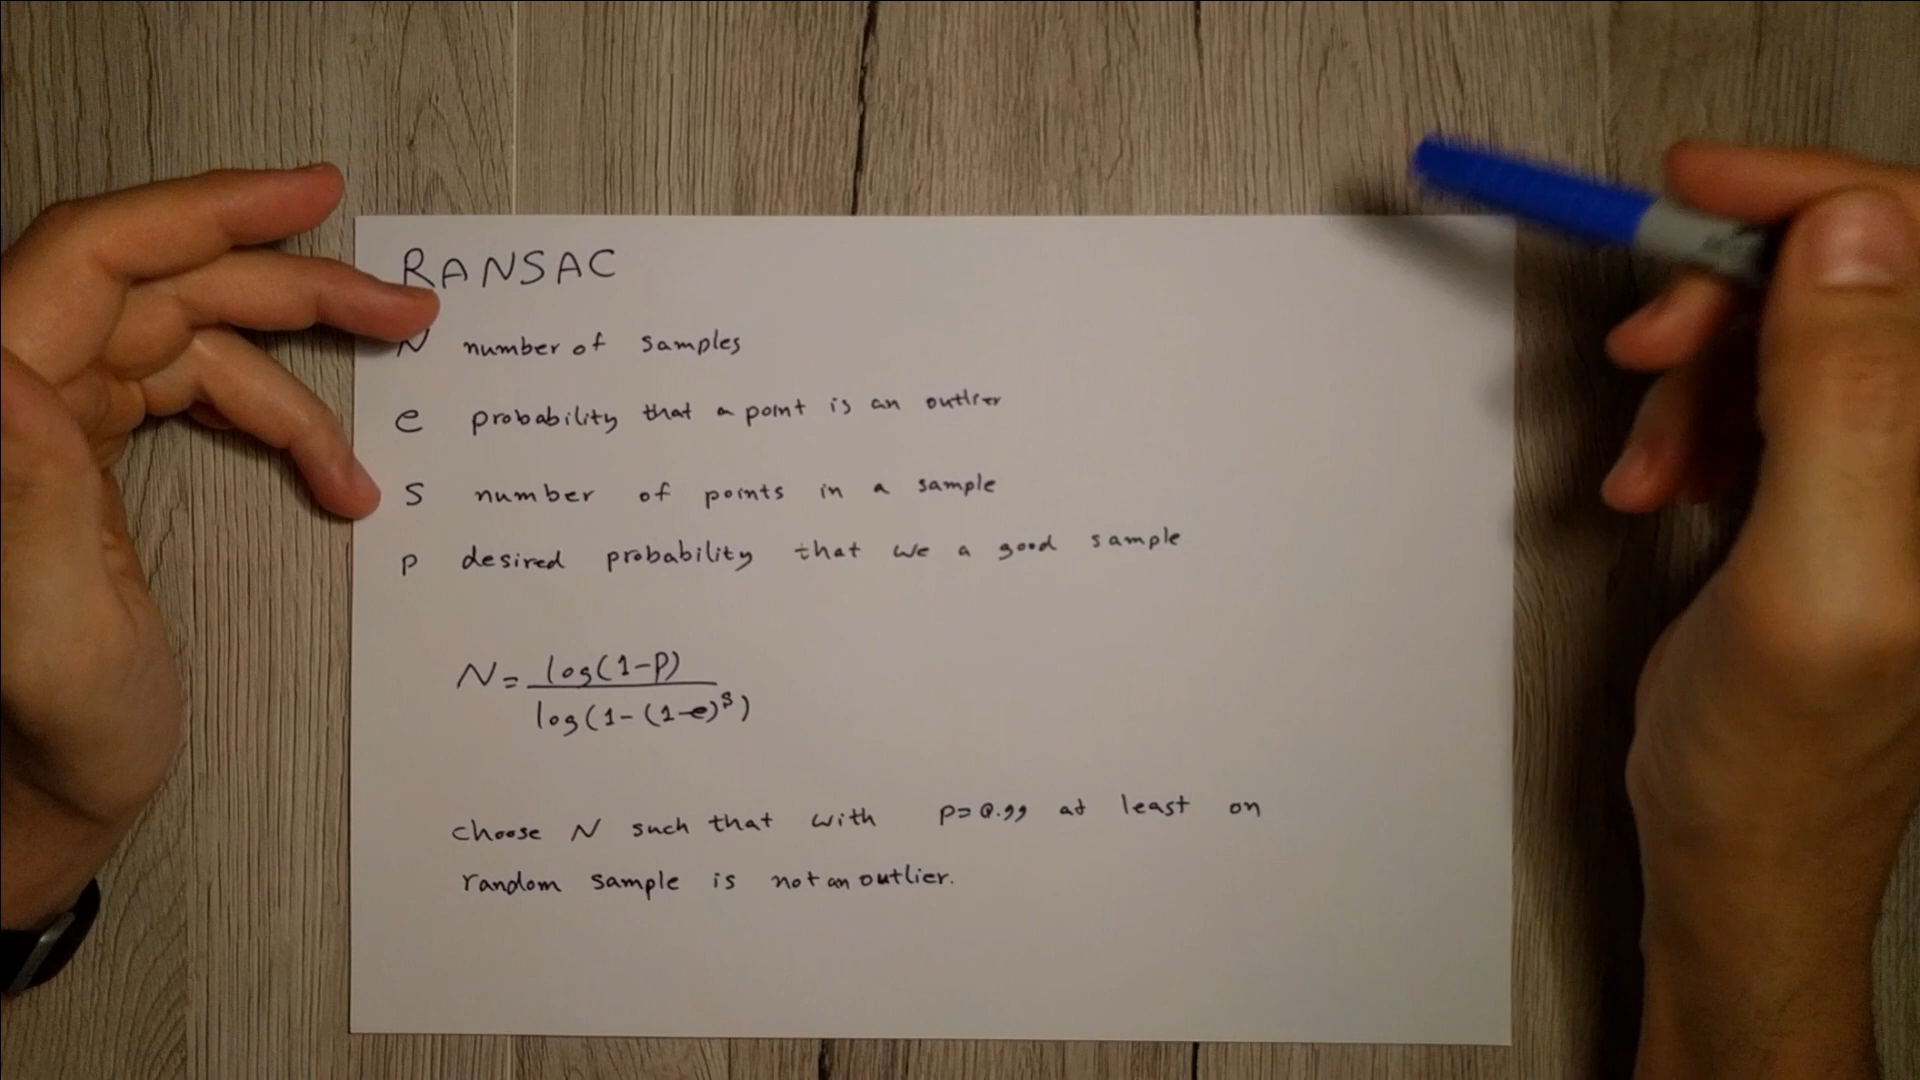 RANSAC
N number of samples
e probability that a point is an outlier
S number of points in a sample
p desired probability that we a good sample
N= log(1-p)
log(1-(1-e)^s)
choose N such that with p=0.99 at least on
random sample is not an outlier.